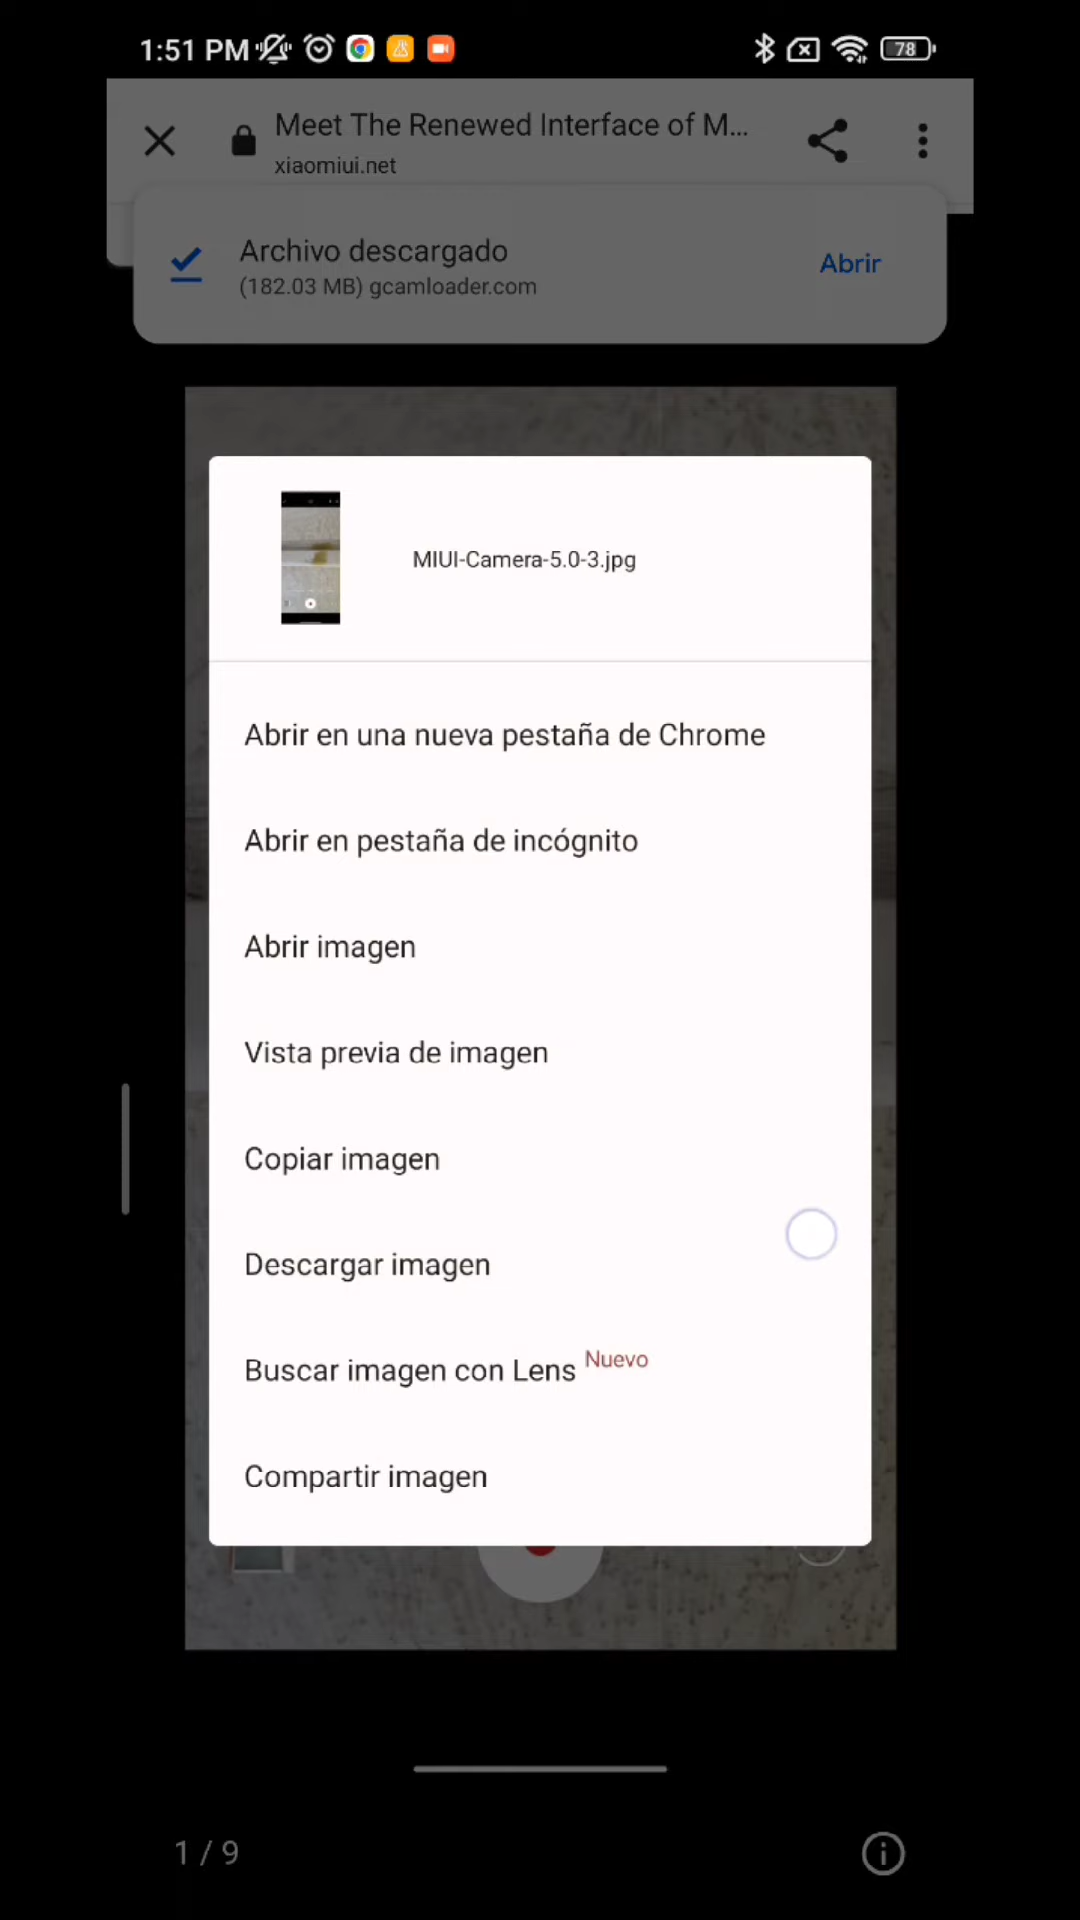 1:51 PM
78
Meet The Renewed Interface of M...
xiaomiui.net
Archivo descargado
(182.03 MB) gcamloader.com
Abrir
MIUI-Camera-5.0-3.jpg
Abrir en una nueva pestaña de Chrome
Abrir en pestaña de incógnito
Abrir imagen
Vista previa de imagen
Copiar imagen
Descargar imagen
Buscar imagen con Lens Nuevo
Compartir imagen
1 / 9